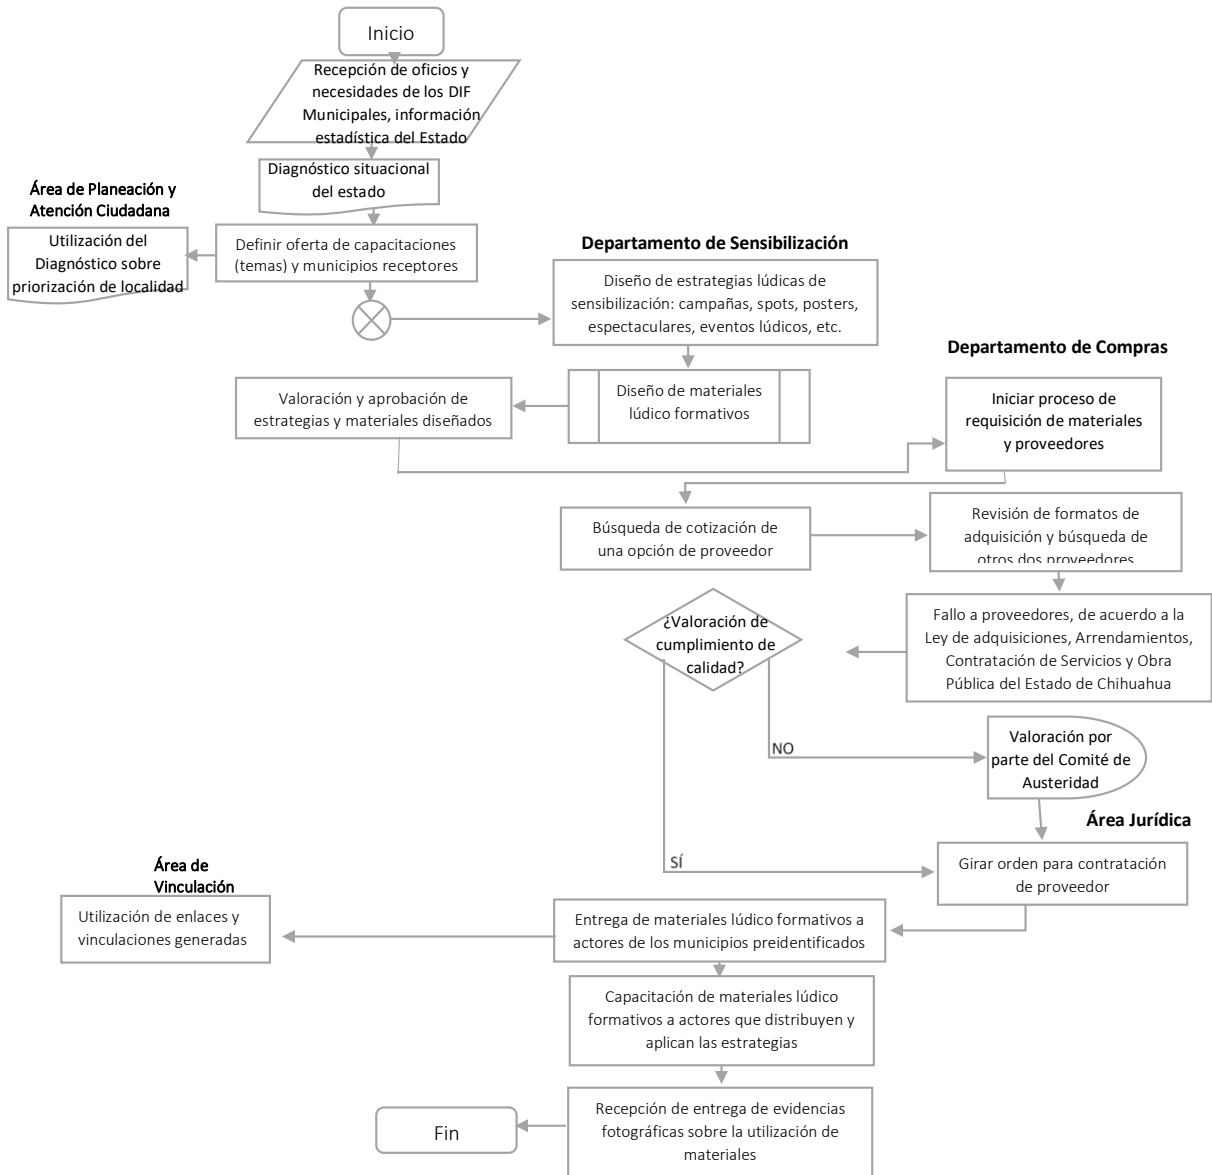 Inicio
Recepción de oficios y
necesidades de los DIF
Municipales, información
estadística del Estado
Diagnóstico situacional
del estado
Área de Planeación y
Atención Ciudadana
Utilización del
Diagnóstico sobre
priorización de localidad
Definir oferta de capacitaciones
(temas) y municipios receptores
Departamento de Sensibilización
Diseño de estrategias lúdicas de
sensibilización: campañas, spots, posters,
espectaculares, eventos lúdicos, etc.
Departamento de Compras
Valoración y aprobación de
estrategias y materiales diseñados
Diseño de materiales
lúdico formativos
Iniciar proceso de
requisición de materiales
y proveedores
Búsqueda de cotización de
una opción de proveedor
Revisión de formatos de
adquisición y búsqueda de
otros dos proveedores
¿Valoración de
cumplimiento de
calidad?
Fallo a proveedores, de acuerdo a la
Ley de adquisiciones, Arrendamientos,
Contratación de Servicios y Obra
Pública del Estado de Chihuahua
NO
Valoración por
parte del Comité de
Austeridad
Área Jurídica
SÍ
Girar orden para contratación
de proveedor
Área de
Vinculación
Utilización de enlaces y
vinculaciones generadas
Entrega de materiales lúdico formativos a
actores de los municipios preidentificados
Capacitación de materiales lúdico
formativos a actores que distribuyen y
aplican las estrategias
Recepción de entrega de evidencias
fotográficas sobre la utilización de
materiales
Fin